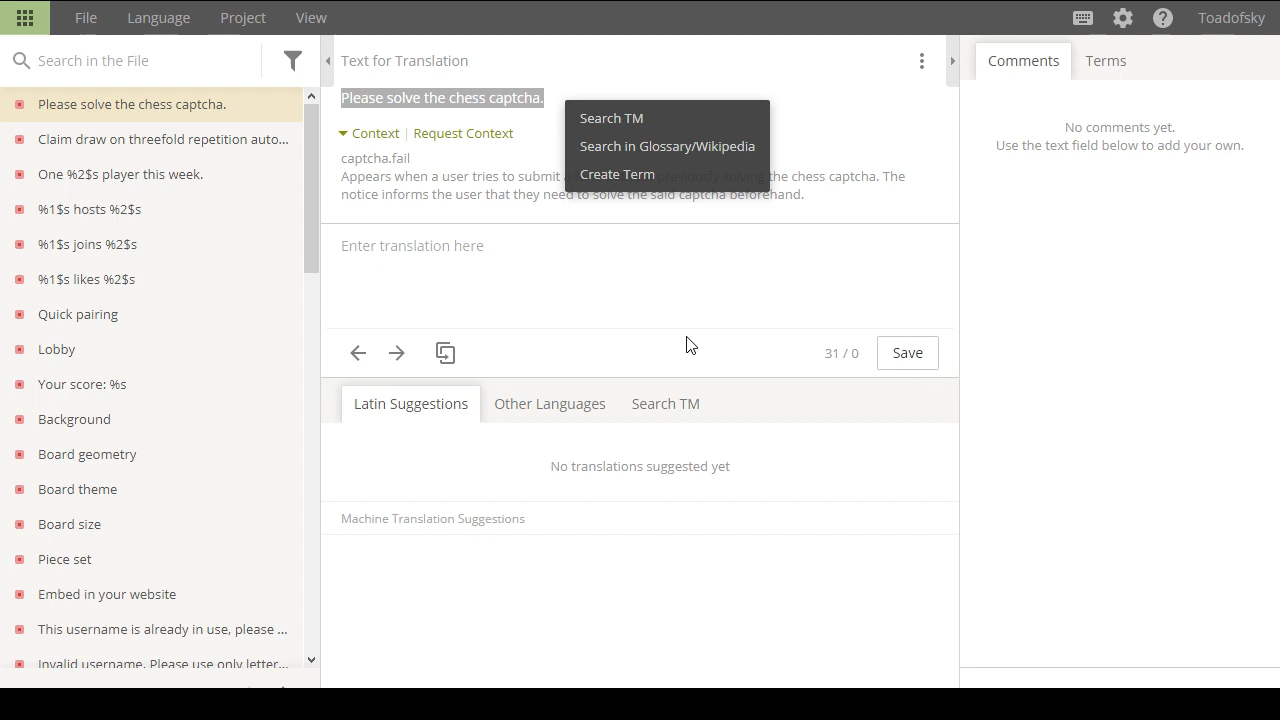 File Language Project View Toadofsky
Search in the File
Please solve the chess captcha.
Claim draw on threefold repetition auto...
One %2$s player this week.
%1$s hosts %2$s
%1$s joins %2$s
%1$s likes %2$s
Quick pairing
Lobby
Your score: %s
Background
Board geometry
Board theme
Board size
Piece set
Embed in your website
This username is already in use, please ...
Invalid username. Please use only letter...
Text for Translation
Please solve the chess captcha.
Context | Request Context
captcha.fail
Appears when a user tries to submit a previously solving the chess captcha. The
notice informs the user that they need to solve the said captcha beforehand.
Search TM
Search in Glossary/Wikipedia
Create Term
Enter translation here
31 / 0 Save
Latin Suggestions Other Languages Search TM
No translations suggested yet
Machine Translation Suggestions
Comments Terms
No comments yet.
Use the text field below to add your own.